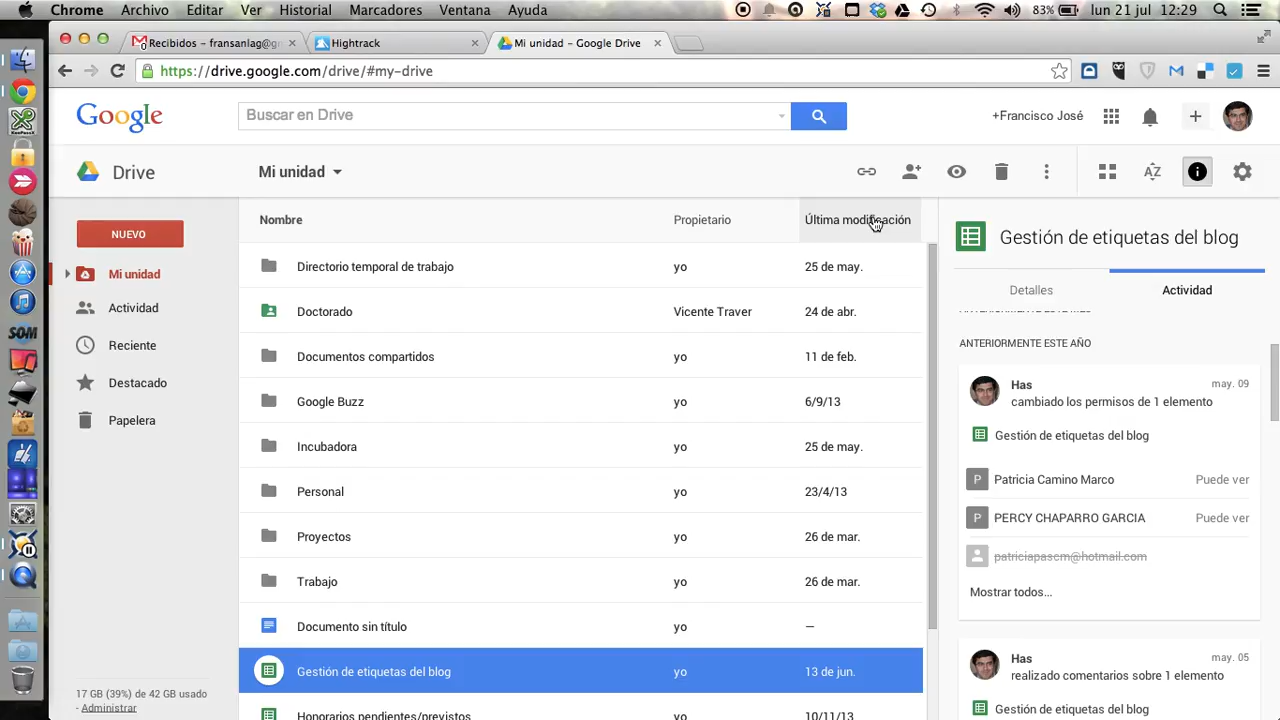 Chrome Archivo Editar Ver Historial Marcadores Ventana Ayuda 83% lun 21 jul 12:29
Recibidos – fransanlag@g
Hightrack
Mi unidad – Google Drive
https://drive.google.com/drive/#my-drive
Google
Buscar en Drive
+Francisco José
Drive
Mi unidad
NUEVO
Mi unidad
Actividad
Reciente
Destacado
Papelera
17 GB (39%) de 42 GB usado
- Administrar
Nombre Propietario Última modificación
Directorio temporal de trabajo yo 25 de may.
Doctorado Vicente Traver 24 de abr.
Documentos compartidos yo 11 de feb.
Google Buzz yo 6/9/13
Incubadora yo 25 de may.
Personal yo 23/4/13
Proyectos yo 26 de mar.
Trabajo yo 26 de mar.
Documento sin título yo —
Gestión de etiquetas del blog yo 13 de jun.
Honorarios pendientes/previstos yo 10/11/13
Gestión de etiquetas del blog
Detalles Actividad
ANTERIORMENTE ESTE MES
ANTERIORMENTE ESTE AÑO
Has may. 09
cambiado los permisos de 1 elemento
Gestión de etiquetas del blog
P Patricia Camino Marco Puede ver
P PERCY CHAPARRO GARCIA Puede ver
patriciapascm@hotmail.com
Mostrar todos...
Has may. 05
realizado comentarios sobre 1 elemento
Gestión de etiquetas del blog
SOM